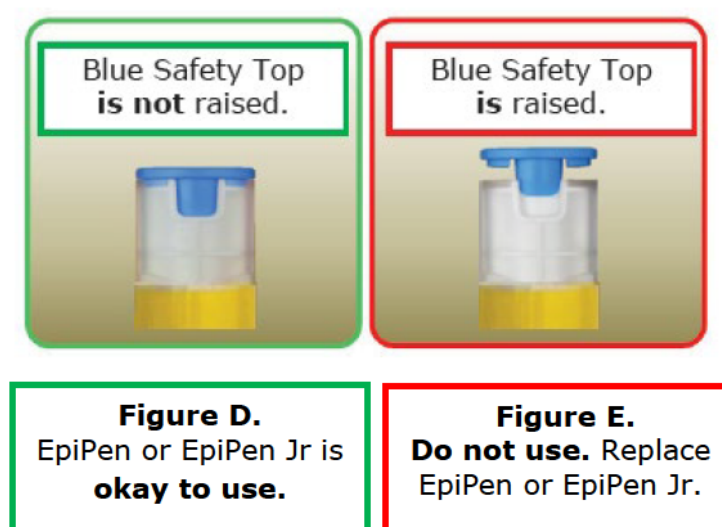 Blue Safety Top
is not raised.
Blue Safety Top
is raised.
Figure D.
EpiPen or EpiPen Jr is
okay to use.
Figure E.
Do not use. Replace
EpiPen or EpiPen Jr.